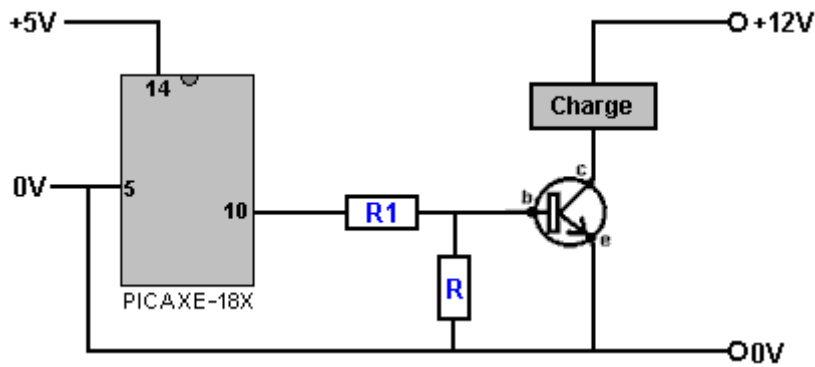 +5V
+12V
14
Charge
0V
5
10
R1
b
c
e
R
PICAXE-18X
0V